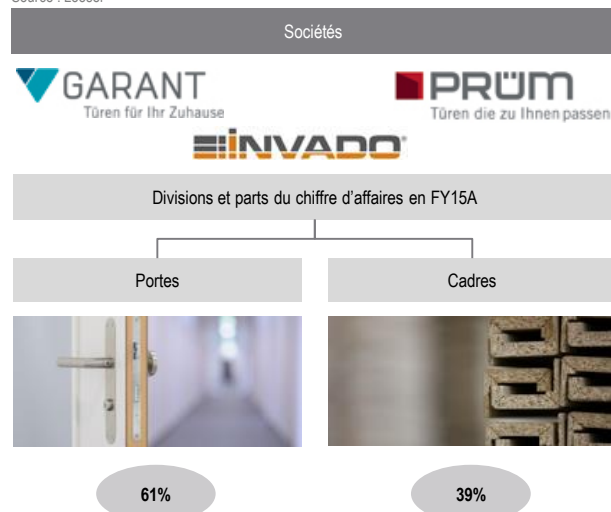 Sociétés
GARANT
Türen für Ihr Zuhause
PRÜM
Türen die zu Ihnen passen
INVADO
Divisions et parts du chiffre d'affaires en FY15A
Portes
Cadres
61%
39%